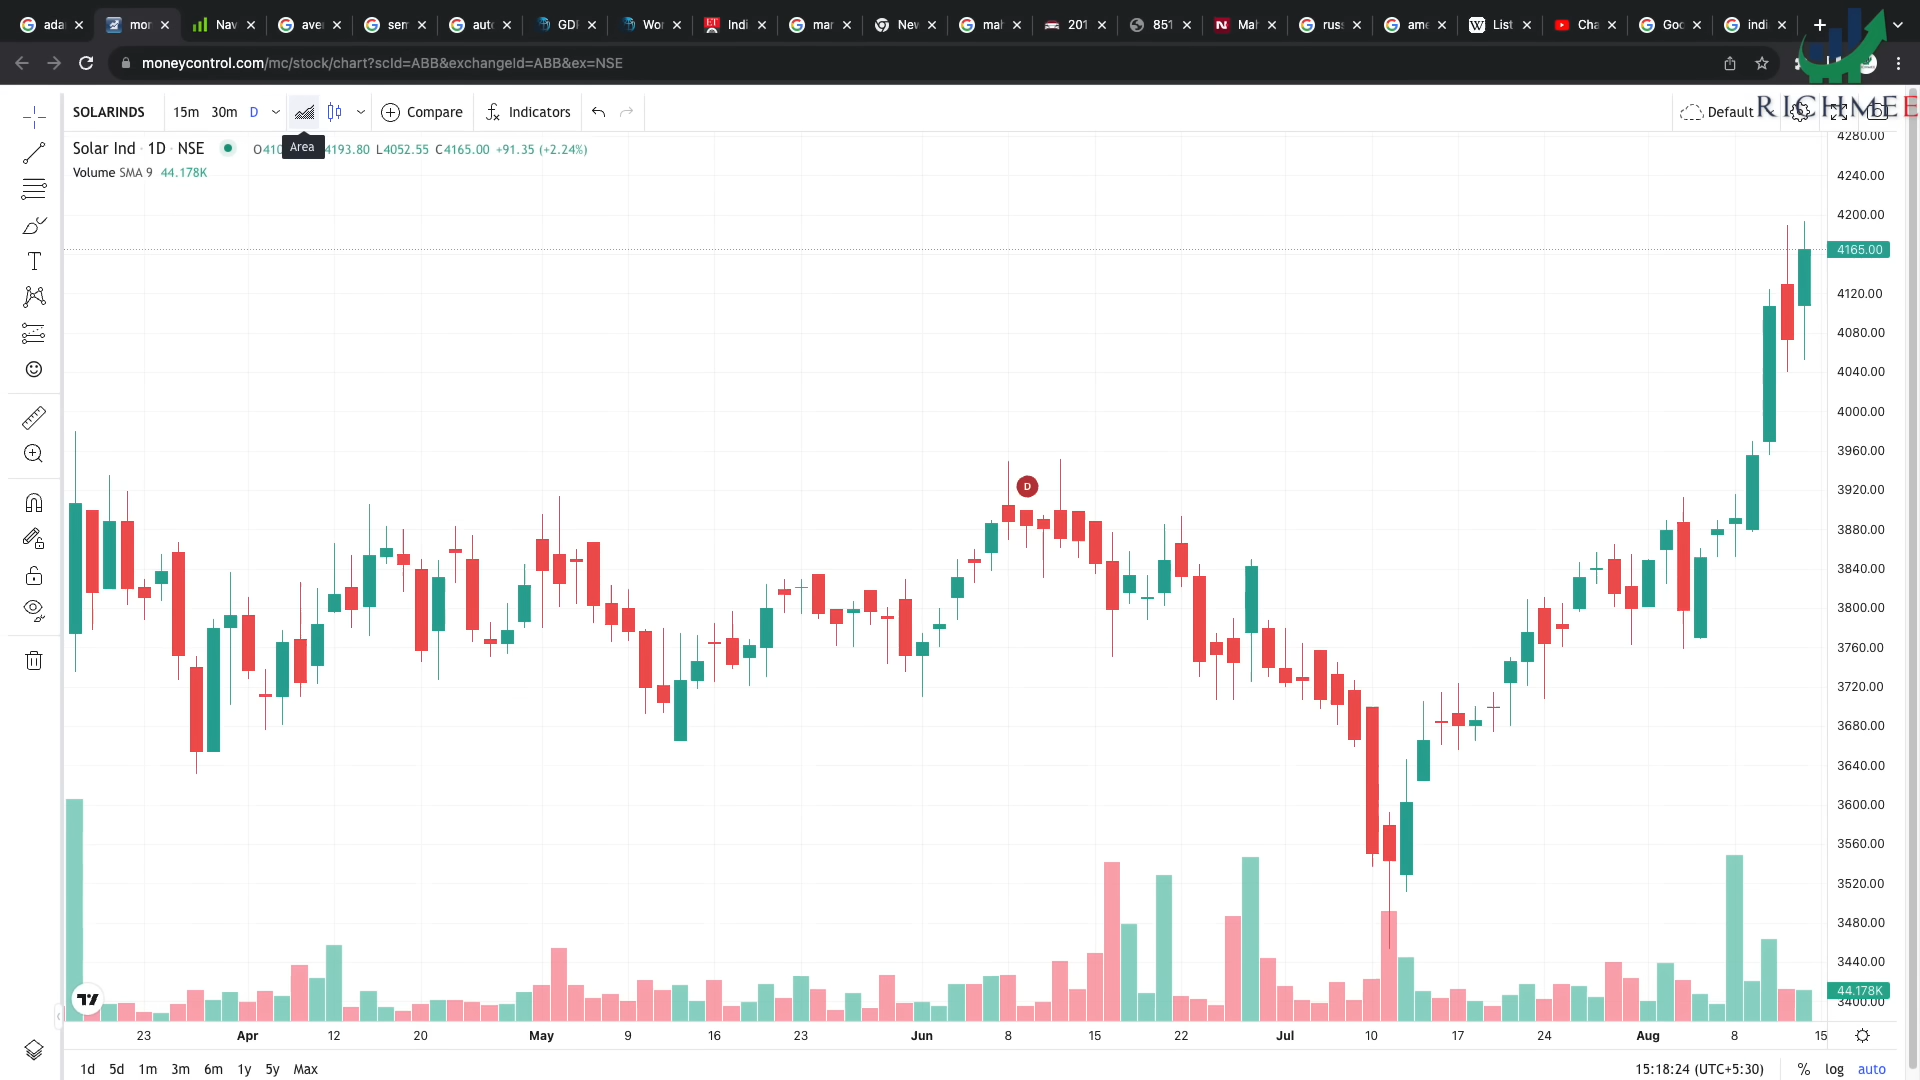 ada mor Nav ave sen aut GDI Wor Indi mar Nev mah 201 851 Mah rus ame List Cha Goo indi
moneycontrol.com/mc/stock/chart?scId=ABB&exchangeId=ABB&ex=NSE
RICHMEE
SOLARINDS 15m 30m D Compare Indicators Default
Area
Solar Ind · 1D · NSE O410 4193.80 L4052.55 C4165.00 +91.35 (+2.24%)
Volume SMA 9 44.178K
4280.00
4240.00
4200.00
4165.00
4120.00
4080.00
4040.00
4000.00
3960.00
3920.00
3880.00
3840.00
3800.00
3760.00
3720.00
3680.00
3640.00
3600.00
3560.00
3520.00
3480.00
3440.00
44.178K
3400.00
D
23 Apr 12 20 May 9 16 23 Jun 8 15 22 Jul 10 17 24 Aug 8 15
1d 5d 1m 3m 6m 1y 5y Max 15:18:24 (UTC+5:30) % log auto